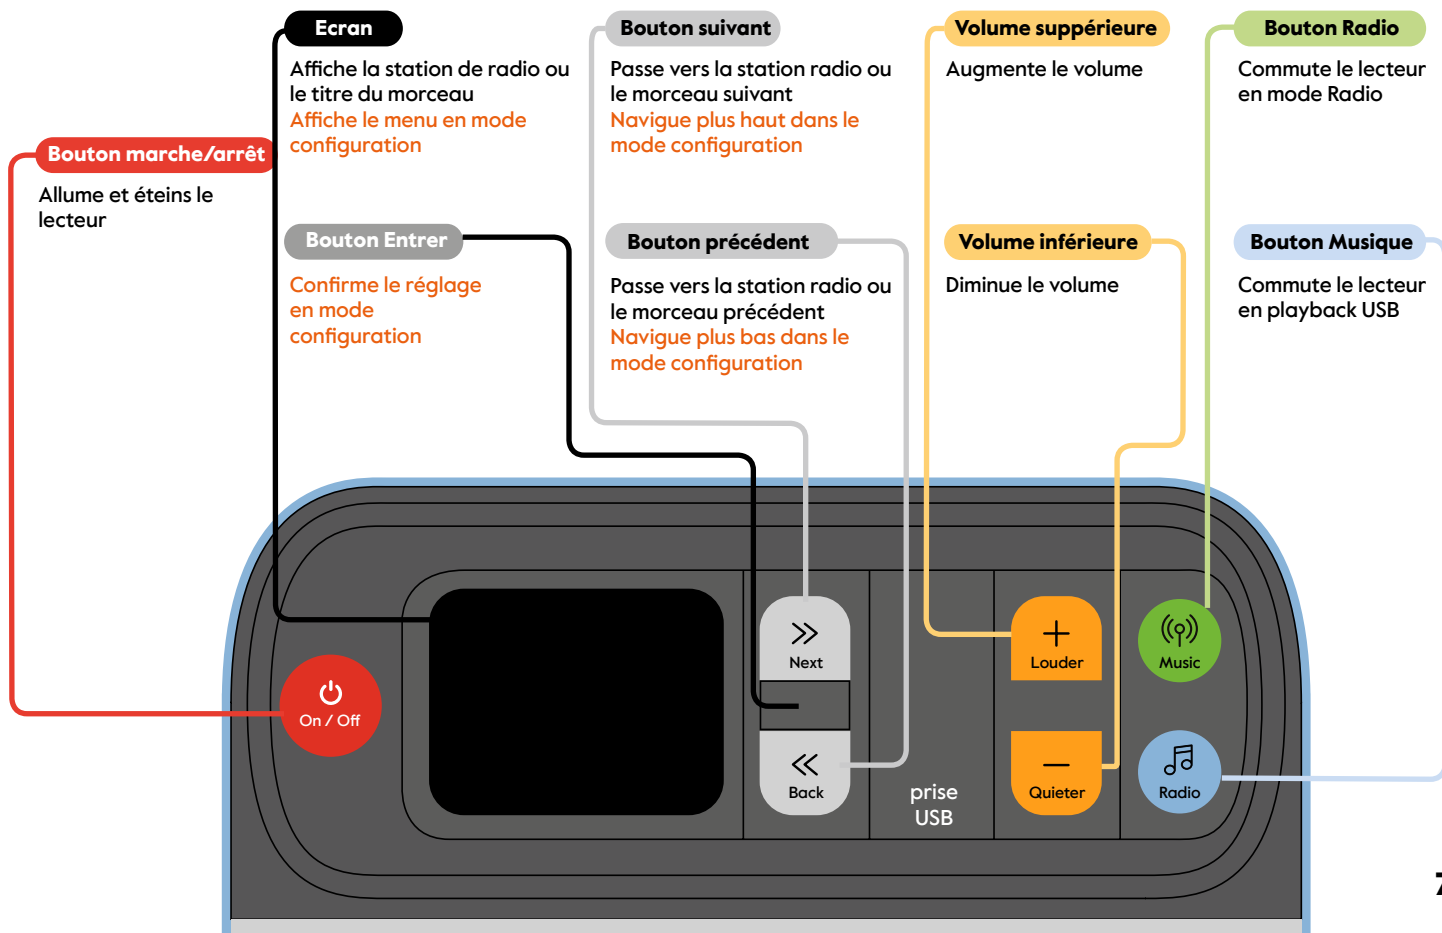 Ecran
Affiche la station de radio ou
le titre du morceau
Affiche le menu en mode
configuration
Bouton suivant
Passe vers la station radio ou
le morceau suivant
Navigue plus haut dans le
mode configuration
Volume suppérieure
Augmente le volume
Bouton Radio
Commute le lecteur
en mode Radio
Bouton marche/arrêt
Allume et éteins le
lecteur
Bouton Entrer
Confirme le réglage
en mode
configuration
Bouton précédent
Passe vers la station radio ou
le morceau précédent
Navigue plus bas dans le
mode configuration
Volume inférieure
Diminue le volume
Bouton Musique
Commute le lecteur
en playback USB
On / Off
Next
Back
prise
USB
Louder
Quieter
Music
Radio
7